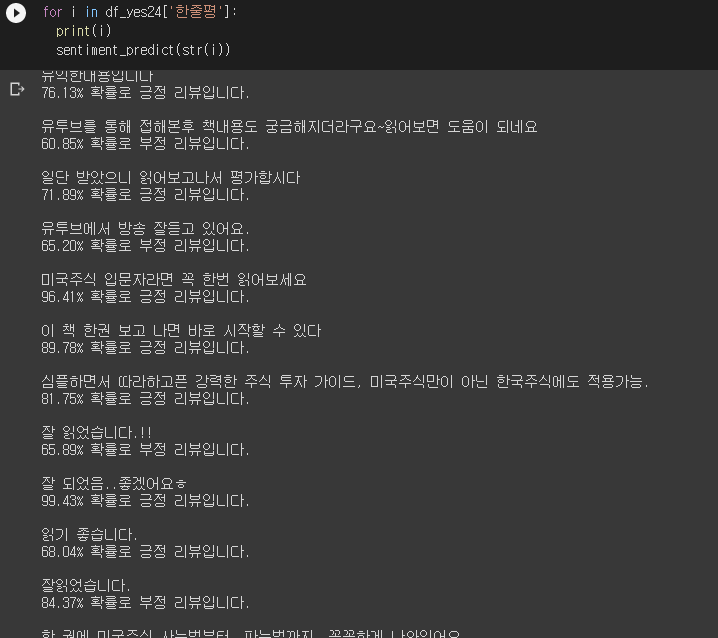 for i in df_yes24['한줄평']:
print(i)
sentiment_predict(str(i))
유익한내용입니다
76.13% 확률로 긍정 리뷰입니다.
유투브를 통해 접해본후 책내용도 궁금해지더라구요~읽어보면 도움이 되네요
60.85% 확률로 부정 리뷰입니다.
일단 받았으니 읽어보고나서 평가합시다
71.89% 확률로 긍정 리뷰입니다.
유투브에서 방송 잘듣고 있어요.
65.20% 확률로 부정 리뷰입니다.
미국주식 입문자라면 꼭 한번 읽어보세요
96.41% 확률로 긍정 리뷰입니다.
이 책 한권 보고 나면 바로 시작할 수 있다
89.78% 확률로 긍정 리뷰입니다.
심플하면서 따라하고픈 강력한 주식 투자 가이드, 미국주식만이 아닌 한국주식에도 적용가능.
81.75% 확률로 긍정 리뷰입니다.
잘 읽었습니다.!!
65.89% 확률로 부정 리뷰입니다.
잘 되었음..좋겠어요ㅎ
99.43% 확률로 긍정 리뷰입니다.
읽기 좋습니다.
68.04% 확률로 긍정 리뷰입니다.
잘읽었습니다.
84.37% 확률로 부정 리뷰입니다.
한 권에 미국주식 사는법부터 파는법까지 꼼꼼하게 나와있어요